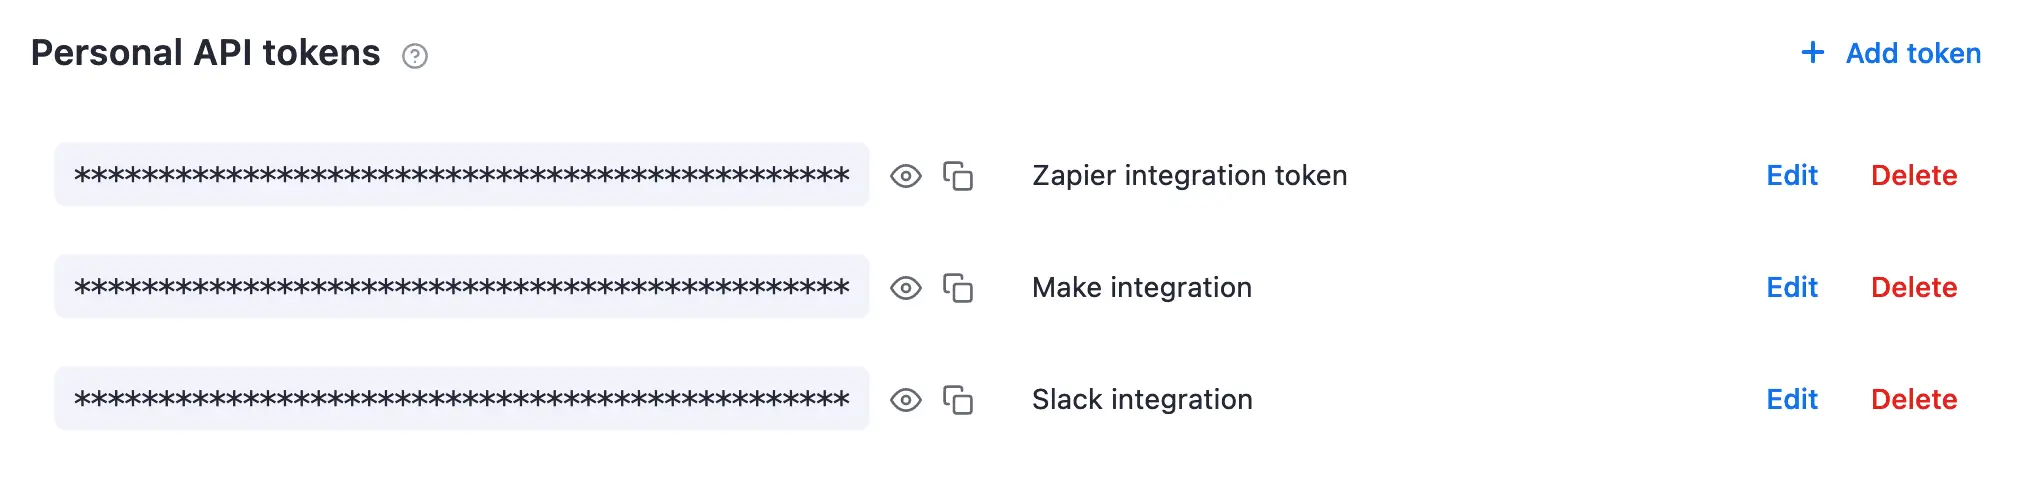 Personal API tokens ?
+ Add token
********************************************** Zapier integration token Edit Delete
********************************************** Make integration Edit Delete
********************************************** Slack integration Edit Delete